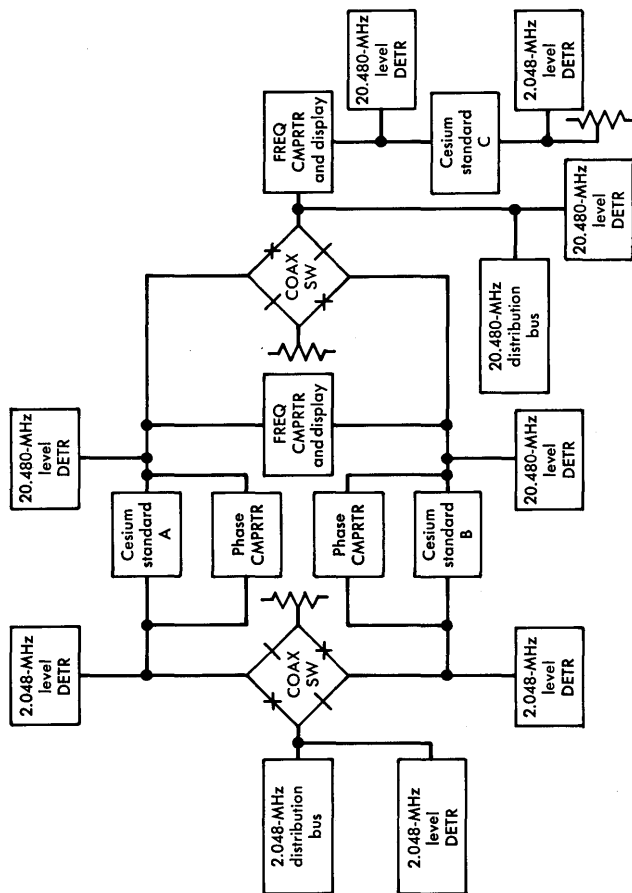 2.048-MHz
level
DETR
20.480-MHz
level
DETR
Cesium
standard
A
Phase
CMPRTR
2.048-MHz
distribution
bus
COAX
SW
FREQ
CMPRTR
and display
COAX
SW
FREQ
CMPRTR
and display
Phase
CMPRTR
20.480-MHz
level
DETR
2.048-MHz
level
DETR
Cesium
standard
B
Cesium
standard
C
20.480-MHz
distribution
bus
2.048-MHz
level
DETR
20.480-MHz
level
DETR
20.480-MHz
level
DETR
2.048-MHz
level
DETR